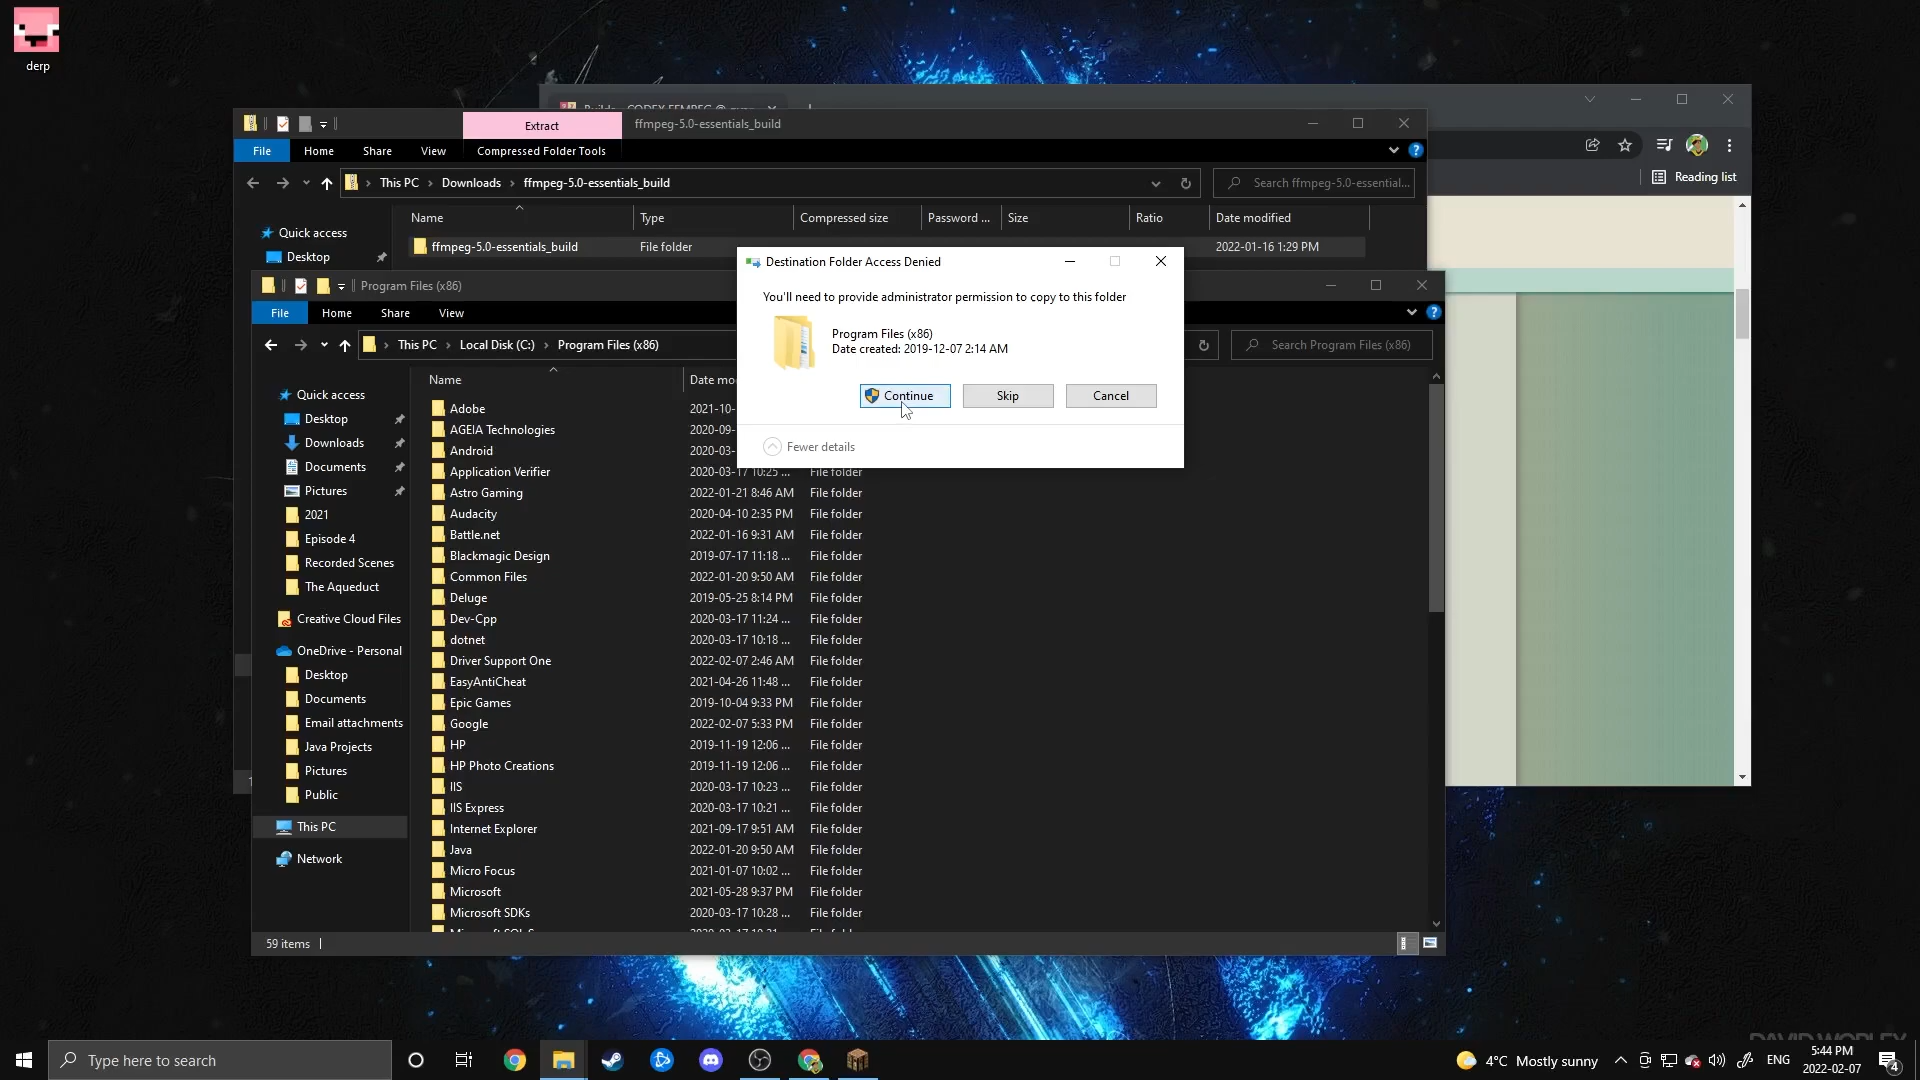 derp
Extract
ffmpeg-5.0-essentials_build
File
Home
Share
View
Compressed Folder Tools
This PC
Downloads
ffmpeg-5.0-essentials_build
Search ffmpeg-5.0-essential...
Reading list
Name
Type
Compressed size
Password ...
Size
Ratio
Date modified
Quick access
Desktop
ffmpeg-5.0-essentials_build
File folder
2022-01-16 1:29 PM
Destination Folder Access Denied
You'll need to provide administrator permission to copy to this folder
Program Files (x86)
Date created: 2019-12-07 2:14 AM
Continue
Skip
Cancel
Fewer details
Program Files (x86)
File
Home
Share
View
This PC
Local Disk (C:)
Program Files (x86)
Search Program Files (x86)
Quick access
Desktop
Downloads
Documents
Pictures
2021
Episode 4
Recorded Scenes
The Aqueduct
Creative Cloud Files
OneDrive - Personal
Desktop
Documents
Email attachments
Java Projects
Pictures
Public
This PC
Network
Name
Date mo
Adobe 2021-10-
AGEIA Technologies 2020-09-
Android 2020-03-
Application Verifier 2020-03-17 10:25 ... File folder
Astro Gaming 2022-01-21 8:46 AM File folder
Audacity 2020-04-10 2:35 PM File folder
Battle.net 2022-01-16 9:31 AM File folder
Blackmagic Design 2019-07-17 11:18 ... File folder
Common Files 2022-01-20 9:50 AM File folder
Deluge 2019-05-25 8:14 PM File folder
Dev-Cpp 2020-03-17 11:24 ... File folder
dotnet 2020-03-17 10:18 ... File folder
Driver Support One 2022-02-07 2:46 AM File folder
EasyAntiCheat 2021-04-26 11:48 ... File folder
Epic Games 2019-10-04 9:33 PM File folder
Google 2022-02-07 5:33 PM File folder
HP 2019-11-19 12:06 ... File folder
HP Photo Creations 2019-11-19 12:06 ... File folder
IIS 2020-03-17 10:23 ... File folder
IIS Express 2020-03-17 10:21 ... File folder
Internet Explorer 2021-09-17 9:51 AM File folder
Java 2022-01-20 9:50 AM File folder
Micro Focus 2021-01-07 10:02 ... File folder
Microsoft 2021-05-28 9:37 PM File folder
Microsoft SDKs 2020-03-17 10:28 ... File folder
59 items
Type here to search
4°C Mostly sunny
ENG
5:44 PM
2022-02-07
4